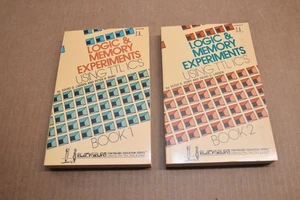 LOGIC &
MEMORY
EXPERIMENTS
USING TTL ICS
BOOK 1
LOGIC &
MEMORY
EXPERIMENTS
USING TTL ICS
BOOK 2